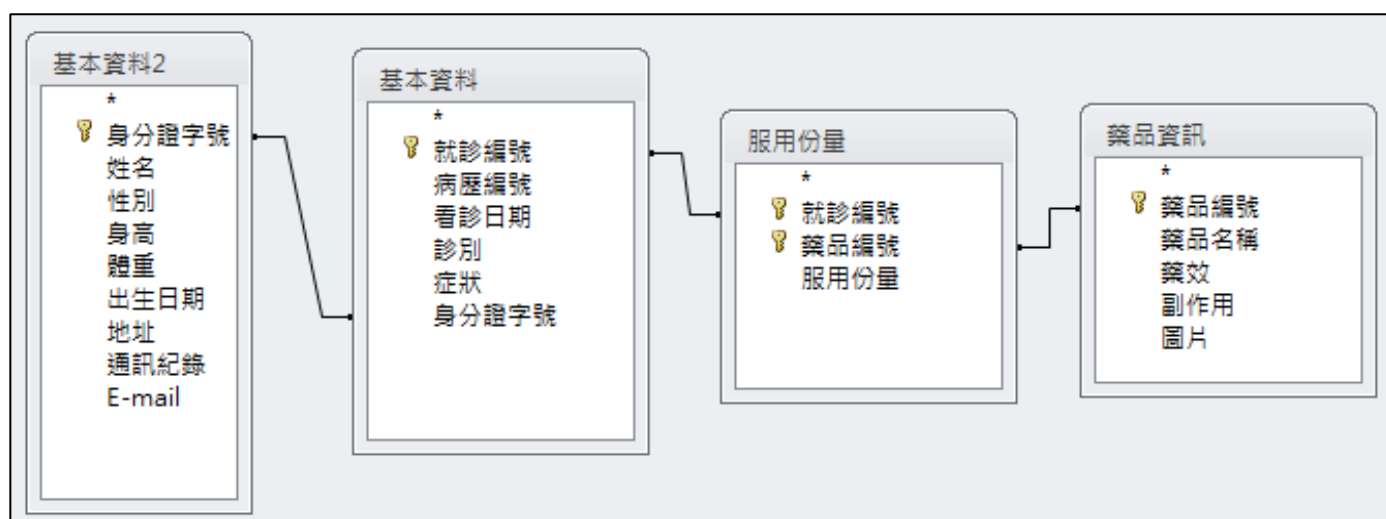 基本資料2
*
身分證字號
姓名
性別
身高
體重
出生日期
地址
通訊紀錄
E-mail
基本資料
*
就診編號
病歷編號
看診日期
診別
症狀
身分證字號
服用份量
*
就診編號
藥品編號
服用份量
藥品資訊
*
藥品編號
藥品名稱
藥效
副作用
圖片